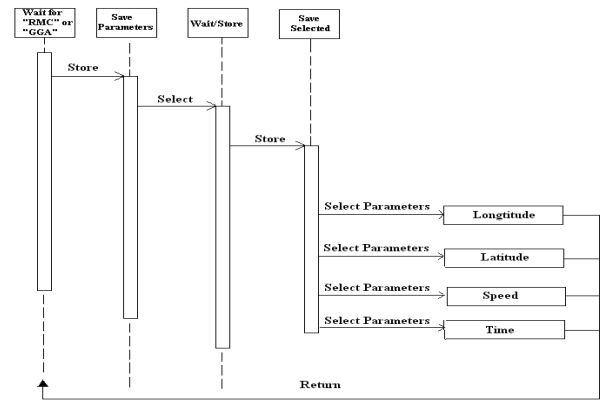 Wait for
"RMC" or
"GGA"
Save
Parameters
Wait/Store
Save
Selected
Store
Select
Store
Select Parameters
Longtitude
Select Parameters
Latitude
Select Parameters
Speed
Select Parameters
Time
Return